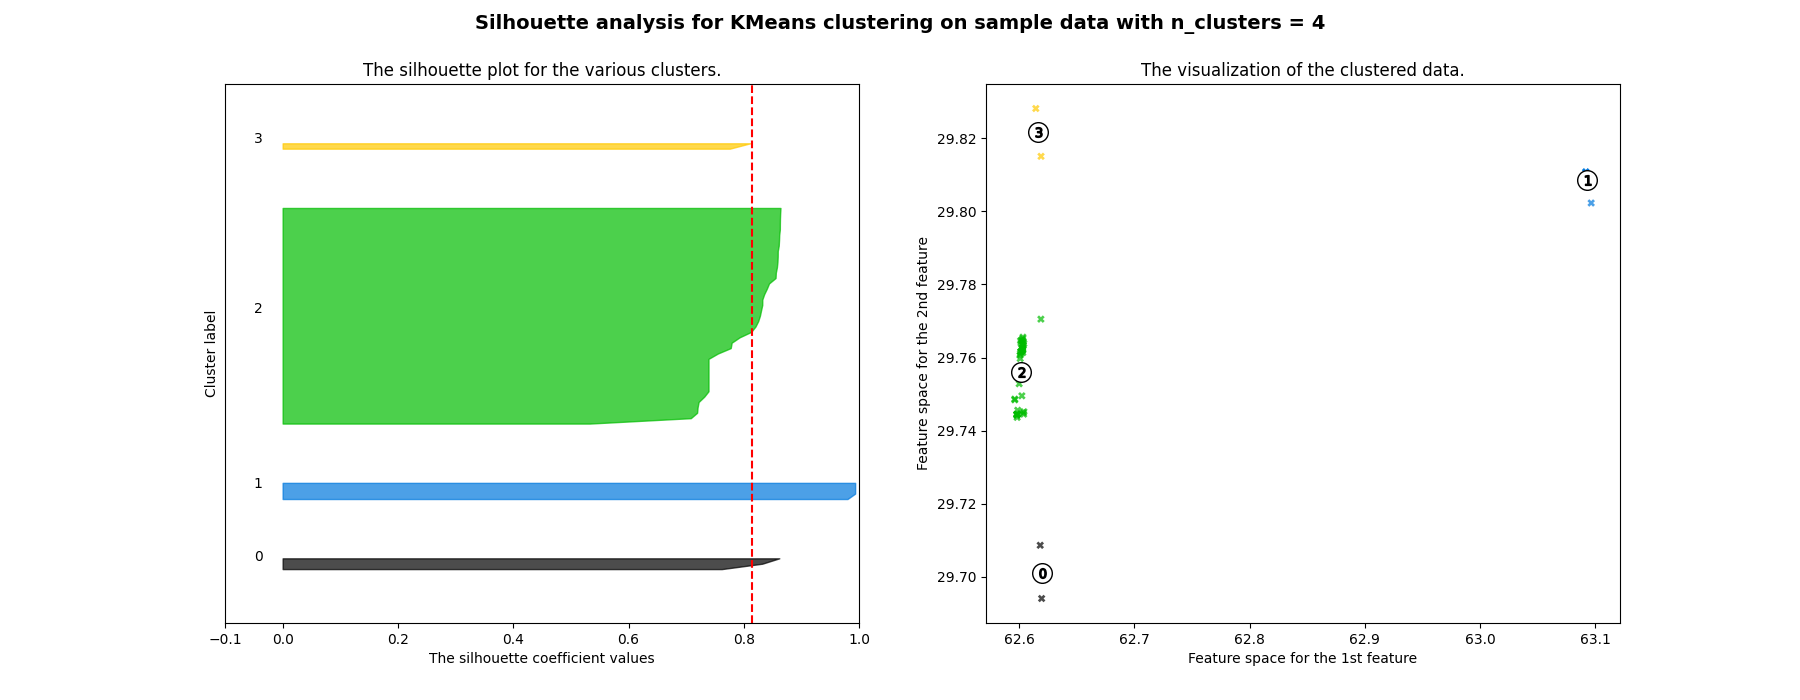 Silhouette analysis for KMeans clustering on sample data with n_clusters = 4
The silhouette plot for the various clusters.
3
2
1
0
Cluster label
−0.1 0.0 0.2 0.4 0.6 0.8 1.0
The silhouette coefficient values
The visualization of the clustered data.
29.82
29.80
29.78
29.76
29.74
29.72
29.70
Feature space for the 2nd feature
3
1
2
0
62.6 62.7 62.8 62.9 63.0 63.1
Feature space for the 1st feature